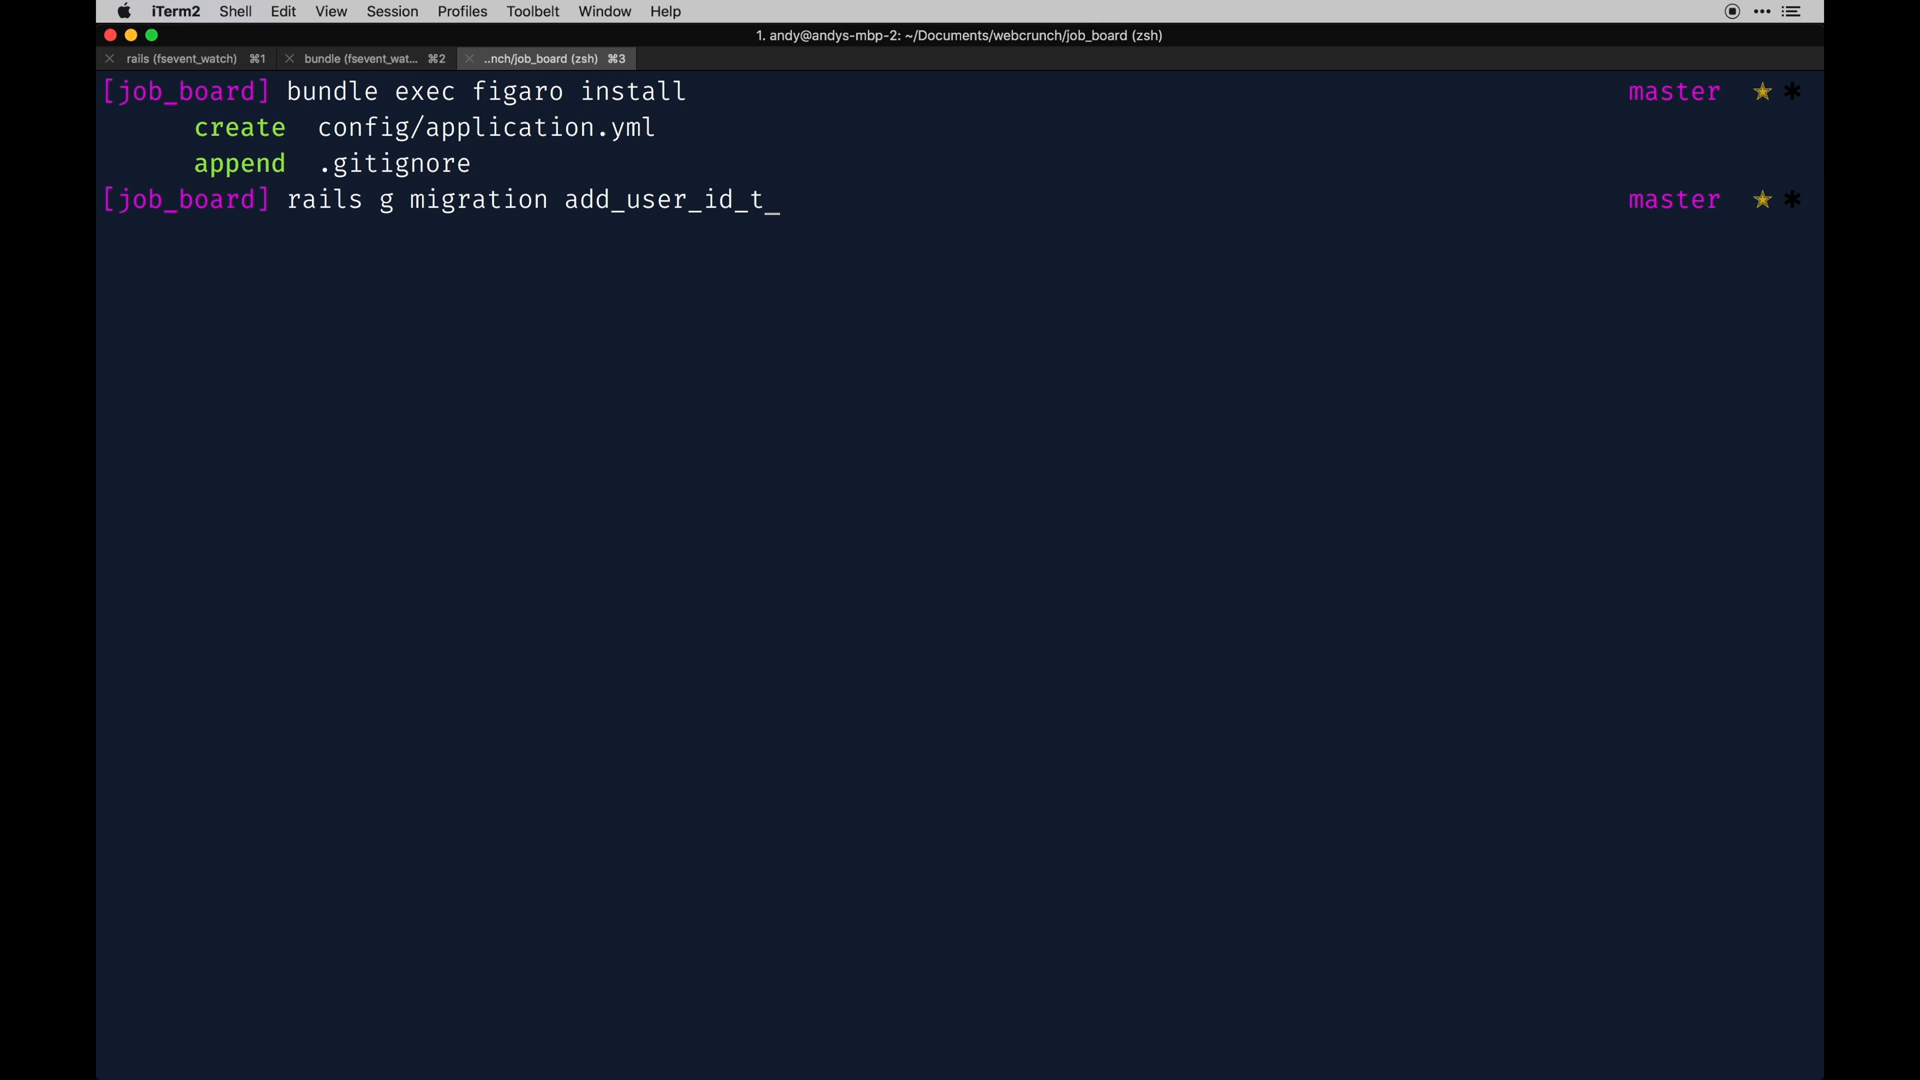 iTerm2 Shell Edit View Session Profiles Toolbelt Window Help
1. andy@andys-mbp-2: ~/Documents/webcrunch/job_board (zsh)
rails (fsevent_watch) ⌘1 bundle (fsevent_wat... ⌘2 ..nch/job_board (zsh) ⌘3
[job_board] bundle exec figaro install master ★ ✱
create config/application.yml
append .gitignore
[job_board] rails g migration add_user_id_t_ master ★ ✱